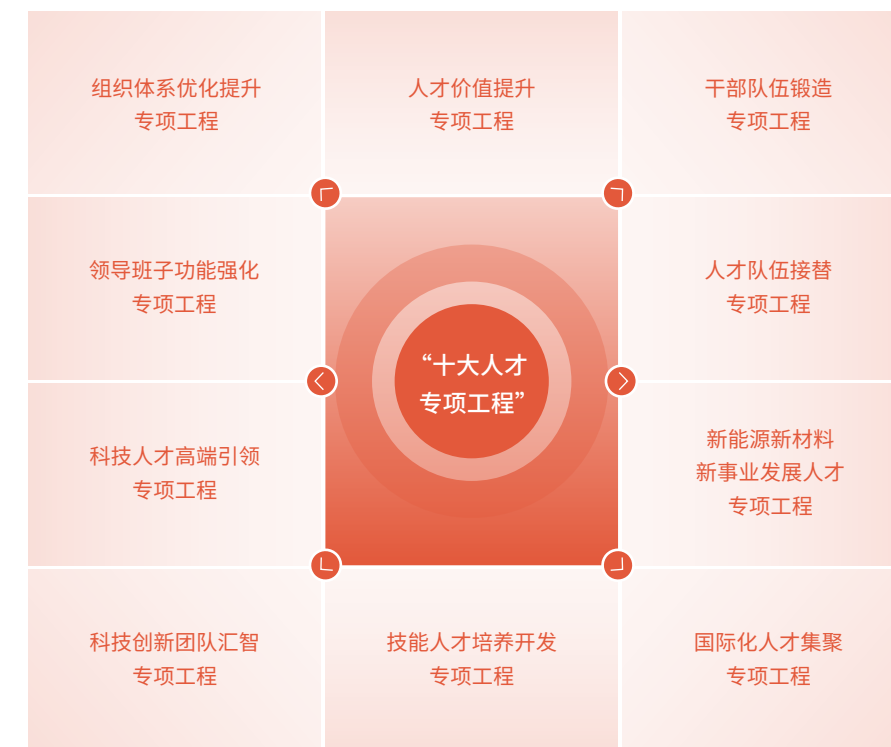 组织体系优化提升
专项工程
人才价值提升
专项工程
干部队伍锻造
专项工程
领导班子功能强化
专项工程
“十大人才
专项工程”
人才队伍接替
专项工程
科技人才高端引领
专项工程
新能源新材料
新事业发展人才
专项工程
科技创新团队汇智
专项工程
技能人才培养开发
专项工程
国际化人才集聚
专项工程